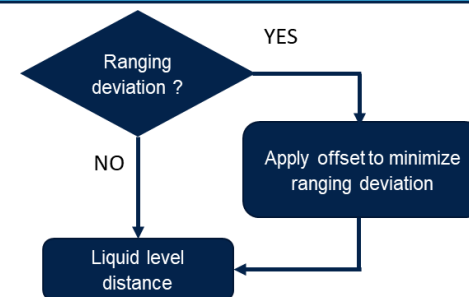 Ranging
deviation ?
YES
Apply offset to minimize
ranging deviation
NO
Liquid level
distance